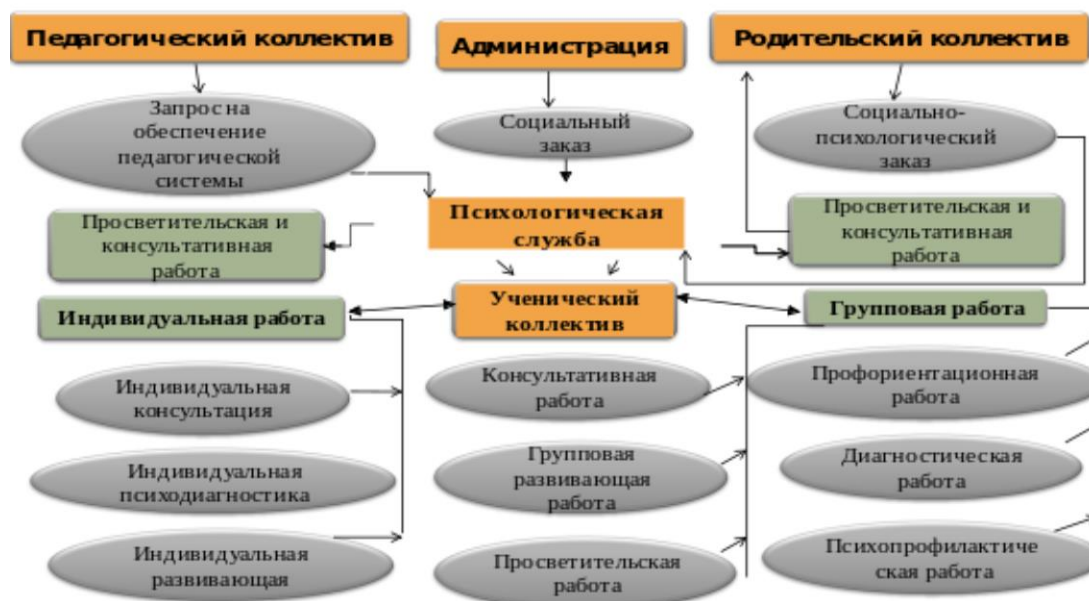 Педагогический коллектив
Администрация
Родительский коллектив
Запрос на
обеспечение
педагогической
системы
Социальный
заказ
Социально-
психологический
заказ
Просветительская и
консультативная
работа
Психологическая
служба
Просветительская и
консультативная
работа
Индивидуальная работа
Ученический
коллектив
Групповая работа
Индивидуальная
консультация
Консультативная
работа
Профориентационная
работа
Индивидуальная
психодиагностика
Групповая
развивающая
работа
Диагностическая
работа
Индивидуальная
развивающая
Просветительская
работа
Психопрофилактиче
ская работа